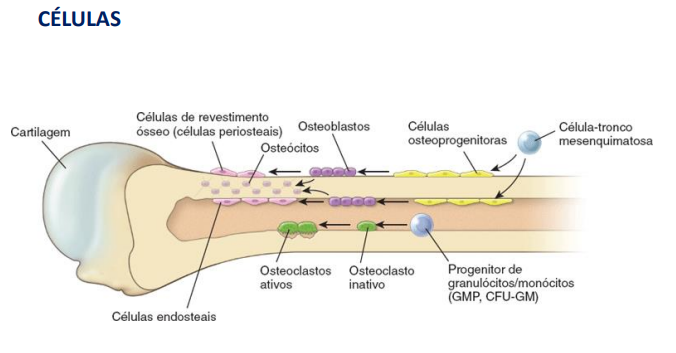 CÉLULAS
Cartilagem
Células de revestimento
ósseo (células periosteais)
Osteócitos
Osteoblastos
Células
osteoprogenitoras
Célula-tronco
mesenquimatosa
Osteoclastos
ativos
Osteoclasto
inativo
Progenitor de
granulócitos/monócitos
(GMP, CFU-GM)
Células endosteais